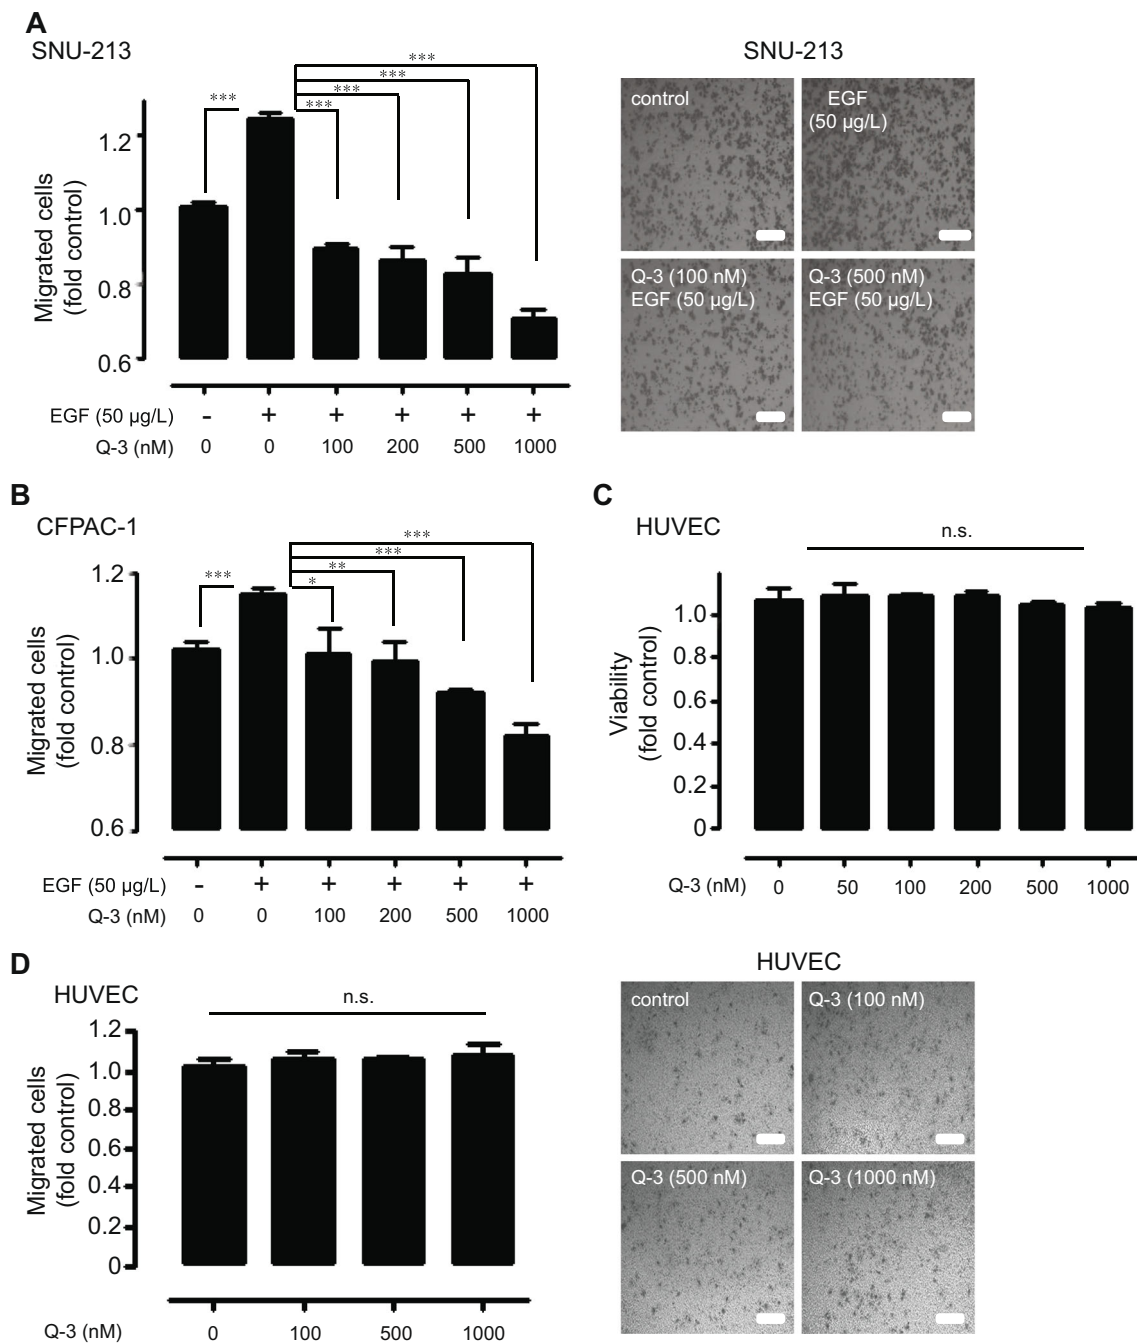 A
SNU-213
***
***
***
***
***
1.2
1.0
0.8
0.6
Migrated cells
(fold control)
EGF (50 µg/L) - + + + + +
Q-3 (nM) 0 0 100 200 500 1000
SNU-213
control
EGF
(50 µg/L)
Q-3 (100 nM)
EGF (50 µg/L)
Q-3 (500 nM)
EGF (50 µg/L)
B
CFPAC-1
***
***
**
*
***
1.2
1.0
0.8
0.6
Migrated cells
(fold control)
EGF (50 µg/L) - + + + + +
Q-3 (nM) 0 0 100 200 500 1000
C
HUVEC
n.s.
1.0
0.8
0.6
0.4
0.2
0
Viability
(fold control)
Q-3 (nM) 0 50 100 200 500 1000
D
HUVEC
n.s.
1.2
1.0
0.8
0.6
0.4
0.2
0
Migrated cells
(fold control)
Q-3 (nM) 0 100 500 1000
HUVEC
control
Q-3 (100 nM)
Q-3 (500 nM)
Q-3 (1000 nM)